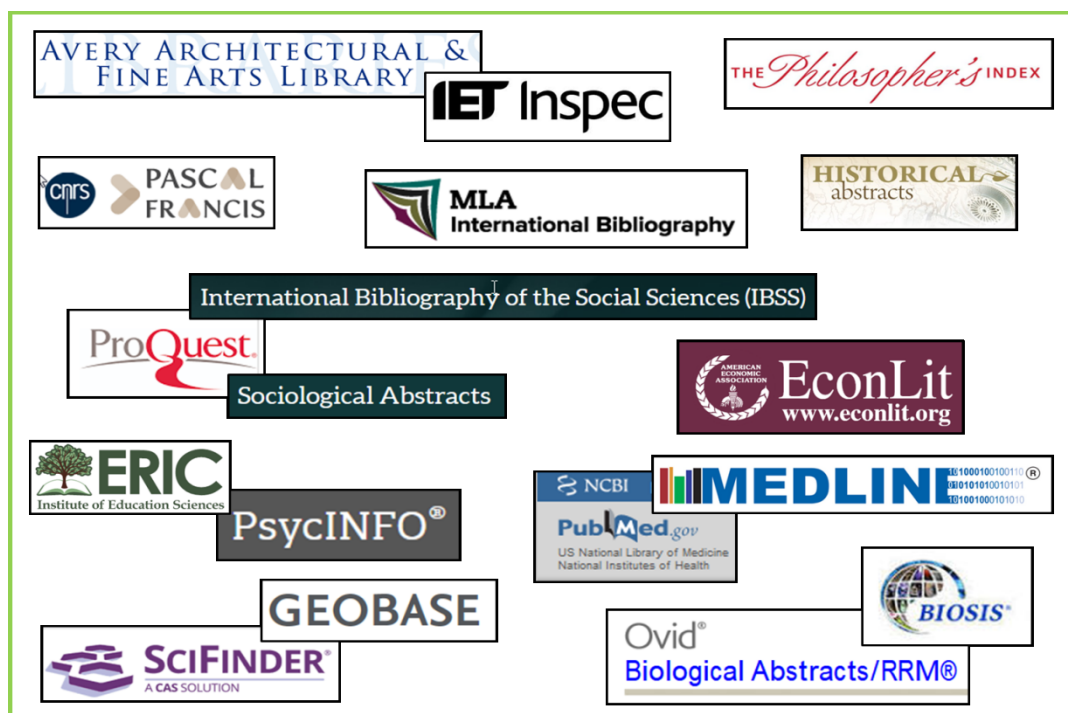 AVERY ARCHITECTURAL &
FINE ARTS LIBRARY
IET Inspec
THE Philosopher's INDEX
cnrs
PASCAL
FRANCIS
MLA
International Bibliography
HISTORICAL
abstracts
International Bibliography of the Social Sciences (IBSS)
ProQuest
Sociological Abstracts
AMERICAN
ECONOMIC
ASSOCIATION
EconLit
www.econlit.org
ERIC
Institute of Education Sciences
PsycINFO®
NCBI
PubMed.gov
US National Library of Medicine
National Institutes of Health
MEDLINE®
GEOBASE
BIOSIS®
SCIFINDER®
A CAS SOLUTION
Ovid®
Biological Abstracts/RRM®